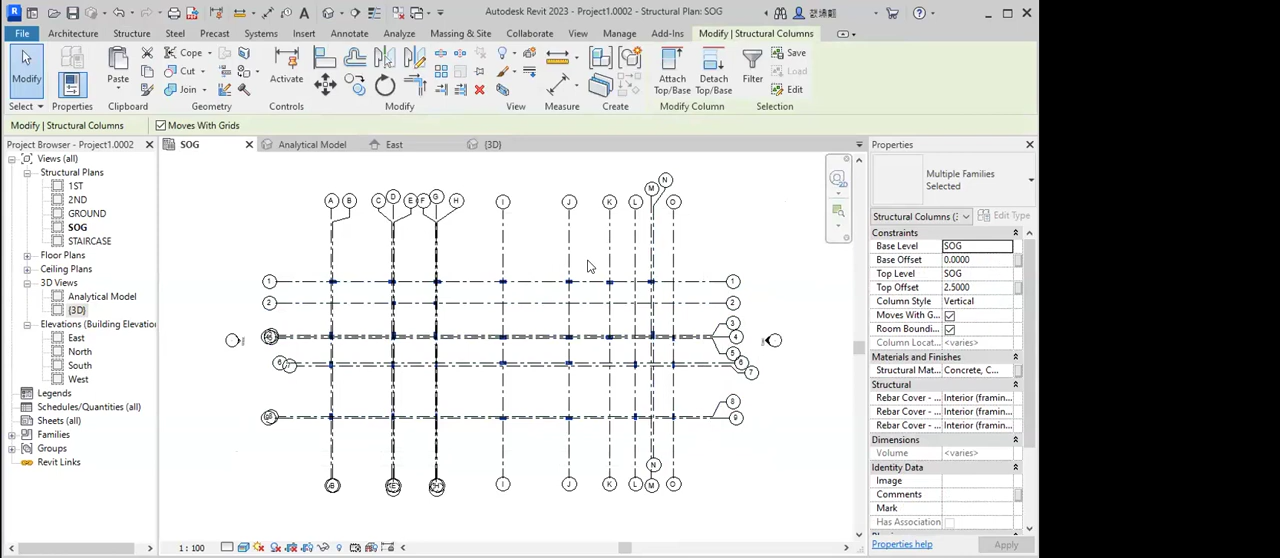 Autodesk Revit 2023 - Project1.0002 - Structural Plan: SOG
File Architecture Structure Steel Precast Systems Insert Annotate Analyze Massing & Site Collaborate View Manage Add-Ins Modify | Structural Columns
Modify
Paste
Cope
Cut
Join
Activate
Attach
Top/Base
Detach
Top/Base
Filter
Save
Load
Edit
Select Properties Clipboard Geometry Controls Modify View Measure Create Modify Column Selection
Modify | Structural Columns Moves With Grids
Project Browser - Project1.0002
Views (all)
Structural Plans
1ST
2ND
GROUND
SOG
STAIRCASE
Floor Plans
Ceiling Plans
3D Views
Analytical Model
(3D)
Elevations (Building Elevation
East
North
South
West
Legends
Schedules/Quantities (all)
Sheets (all)
Families
Groups
Revit Links
SOG Analytical Model East (3D)
N
M
A B C D E F G H I J K L O
1 1
2 2
3
4
5
6 6
7 7
8
9
N
B E H I J K L M O
1 : 100
Properties
Multiple Families
Selected
Structural Columns (3 Edit Type
Constraints
Base Level SOG
Base Offset 0.0000
Top Level SOG
Top Offset 2.5000
Column Style Vertical
Moves With G...
Room Boundi...
Column Locat... <varies>
Materials and Finishes
Structural Mat... Concrete, C...
Structural
Rebar Cover - ... Interior (framin...
Rebar Cover - ... Interior (framin...
Rebar Cover - ... Interior (framin...
Dimensions
Volume <varies>
Identity Data
Image
Comments
Mark
Has Association
Properties help Apply